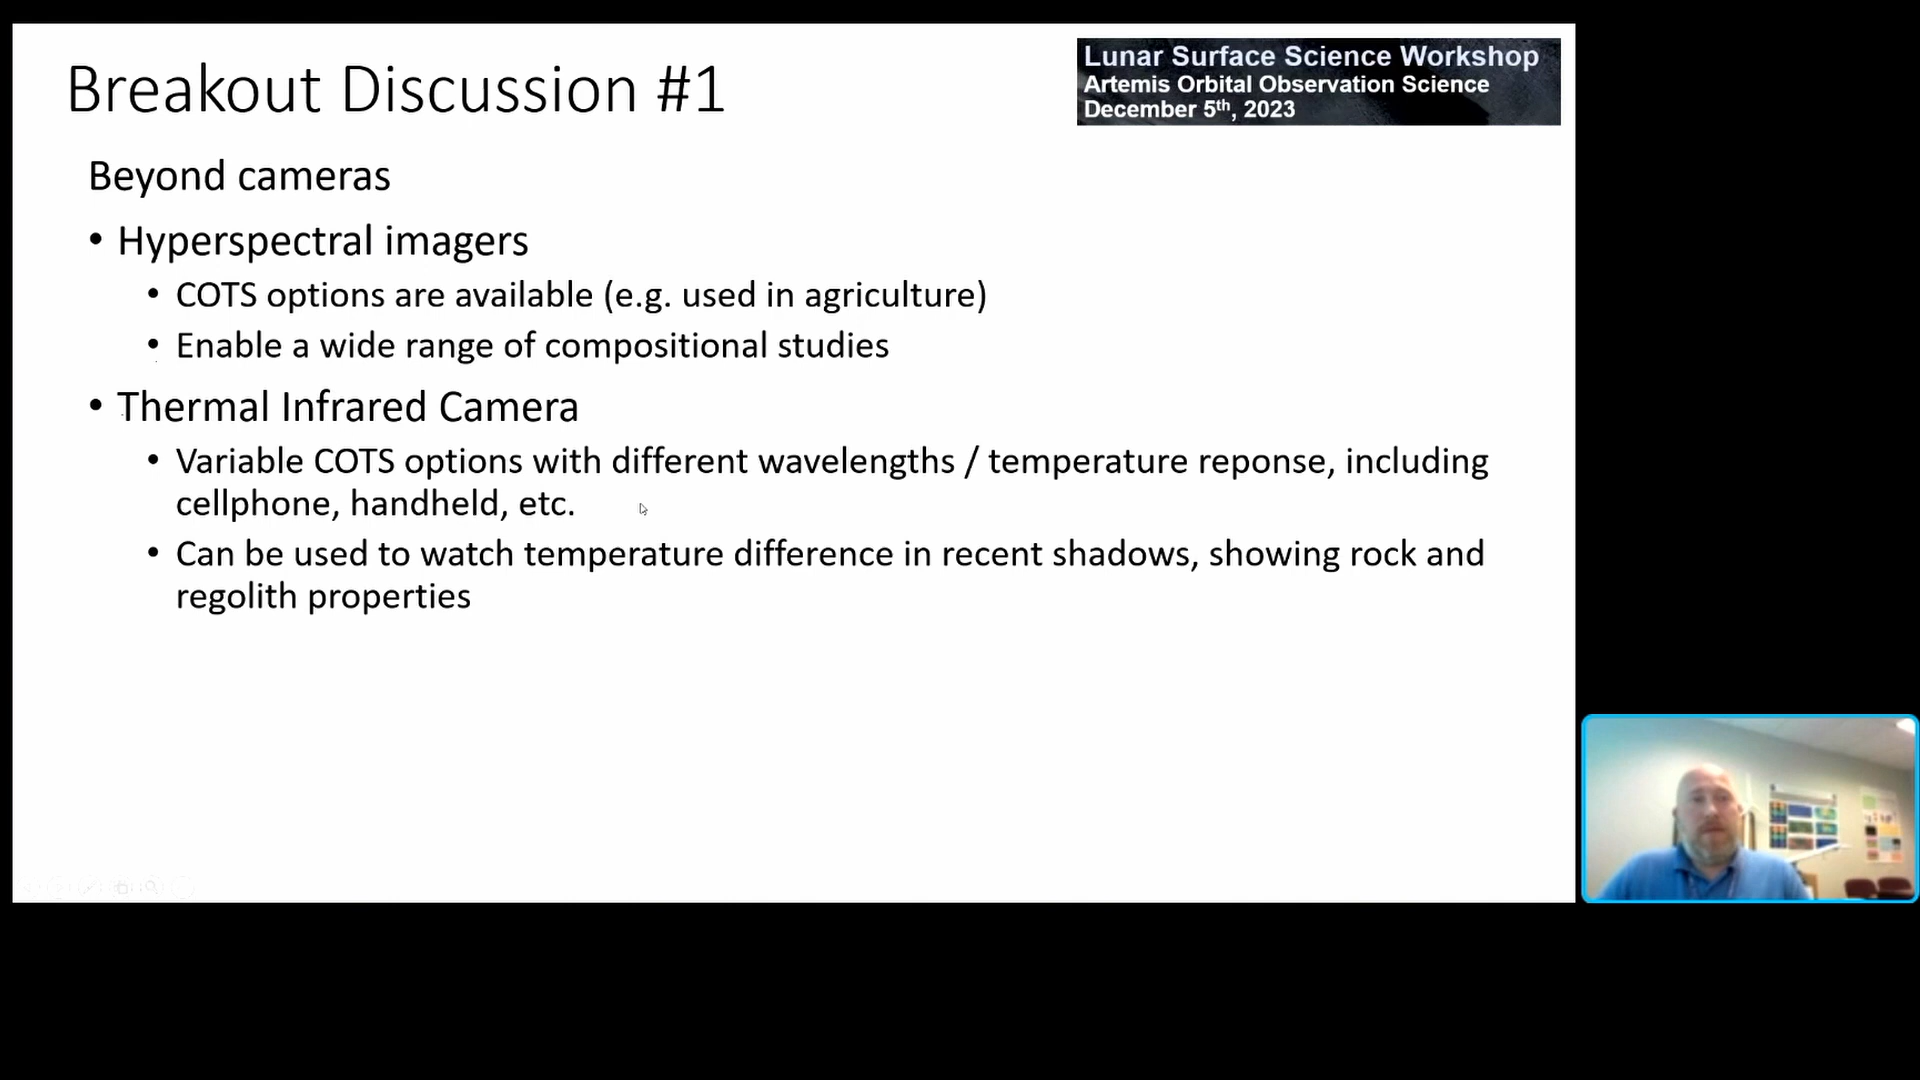 Breakout Discussion #1
Lunar Surface Science Workshop
Artemis Orbital Observation Science
December 5th, 2023
Beyond cameras
• Hyperspectral imagers
• COTS options are available (e.g. used in agriculture)
• Enable a wide range of compositional studies
• Thermal Infrared Camera
• Variable COTS options with different wavelengths / temperature reponse, including
cellphone, handheld, etc.
• Can be used to watch temperature difference in recent shadows, showing rock and
regolith properties